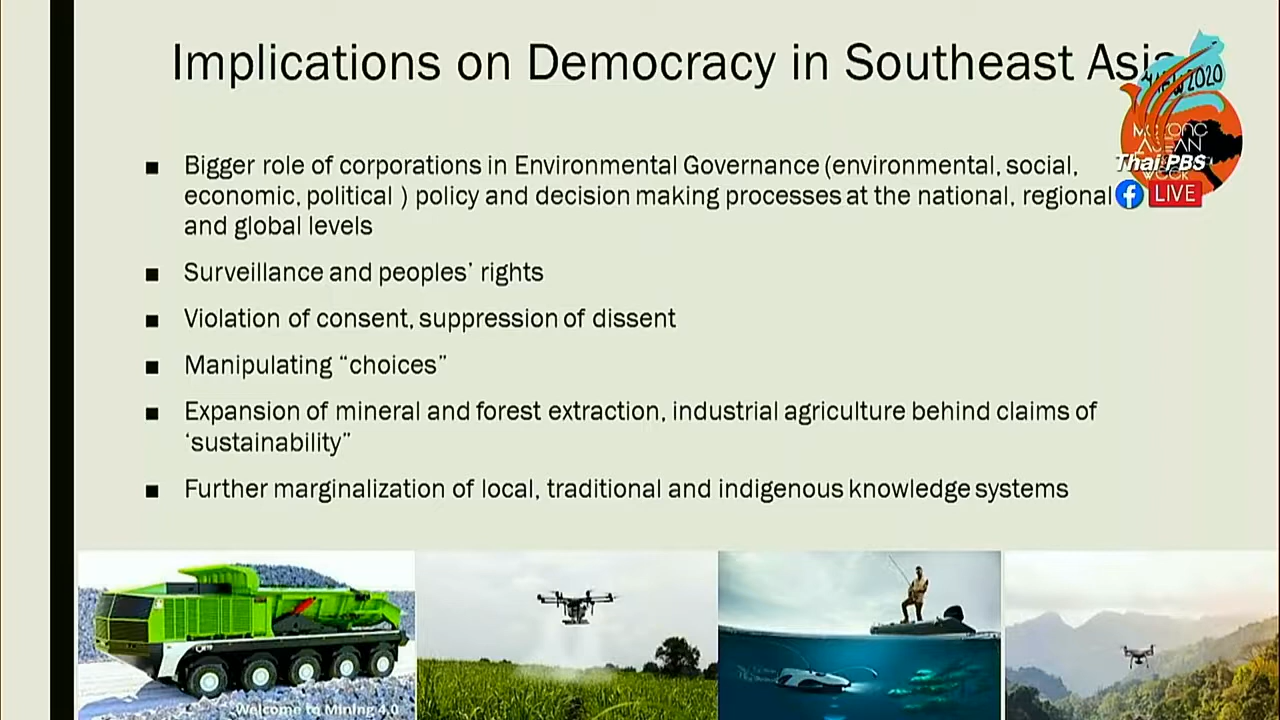 Implications on Democracy in Southeast Asia
■ Bigger role of corporations in Environmental Governance (environmental, social,
economic, political ) policy and decision making processes at the national, regional
and global levels
■ Surveillance and peoples’ rights
■ Violation of consent, suppression of dissent
■ Manipulating “choices”
■ Expansion of mineral and forest extraction, industrial agriculture behind claims of
‘sustainability”
■ Further marginalization of local, traditional and indigenous knowledge systems
2020
ThaiPBS
LIVE
Welcome to Mining 4.0